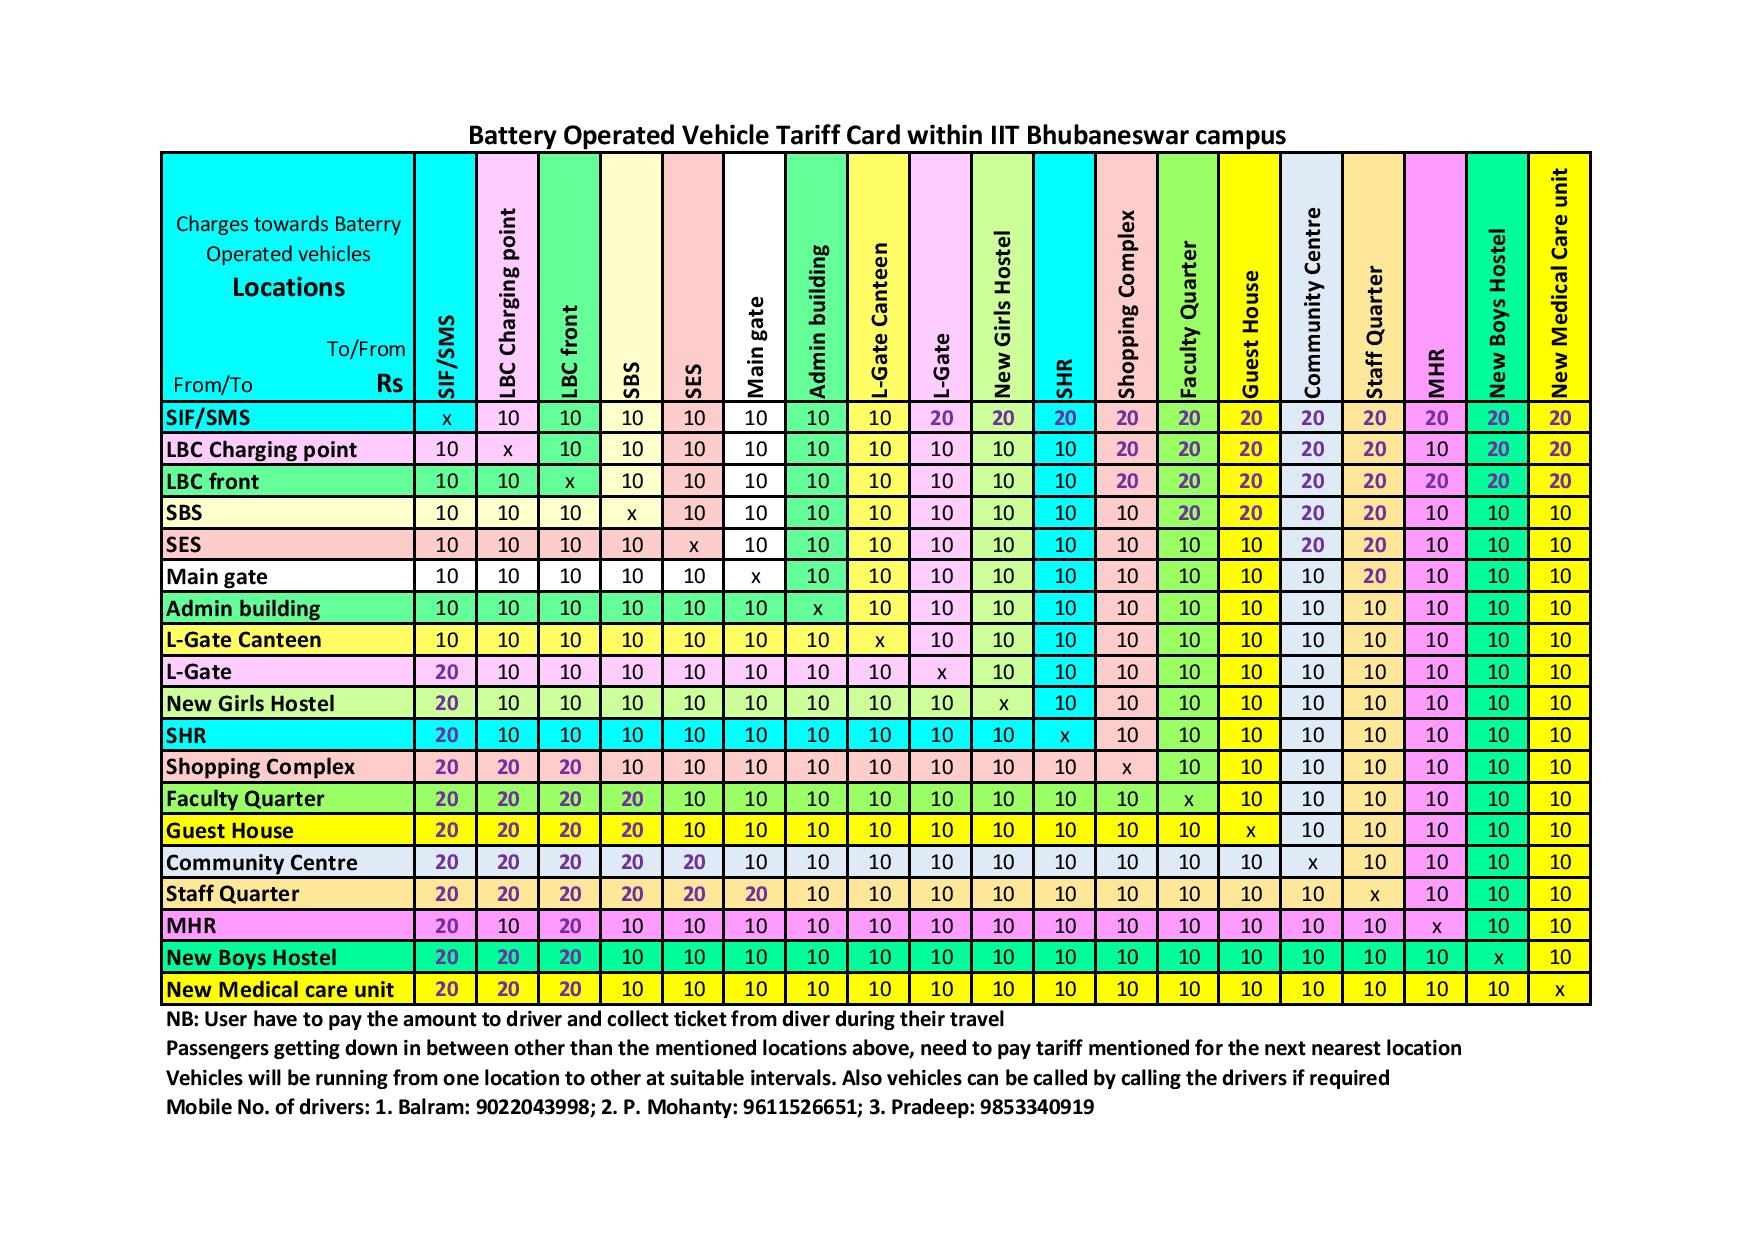 Battery Operated Vehicle Tariff Card within IIT Bhubaneswar campus
Charges towards Baterry
Operated vehicles
Locations
To/From
From/To Rs
SIF/SMS
LBC Charging point
LBC front
SBS
SES
Main gate
Admin building
L-Gate Canteen
L-Gate
New Girls Hostel
SHR
Shopping Complex
Faculty Quarter
Guest House
Community Centre
Staff Quarter
MHR
New Boys Hostel
New Medical Care unit
SIF/SMS x 10 10 10 10 10 10 10 20 20 20 20 20 20 20 20 20 20 20
LBC Charging point 10 x 10 10 10 10 10 10 10 10 10 20 20 20 20 20 10 20 20
LBC front 10 10 x 10 10 10 10 10 10 10 10 20 20 20 20 20 20 20 20
SBS 10 10 10 x 10 10 10 10 10 10 10 10 20 20 20 20 10 10 10
SES 10 10 10 10 x 10 10 10 10 10 10 10 10 10 20 20 10 10 10
Main gate 10 10 10 10 10 x 10 10 10 10 10 10 10 10 10 20 10 10 10
Admin building 10 10 10 10 10 10 x 10 10 10 10 10 10 10 10 10 10 10 10
L-Gate Canteen 10 10 10 10 10 10 10 x 10 10 10 10 10 10 10 10 10 10 10
L-Gate 20 10 10 10 10 10 10 10 x 10 10 10 10 10 10 10 10 10 10
New Girls Hostel 20 10 10 10 10 10 10 10 10 x 10 10 10 10 10 10 10 10 10
SHR 20 10 10 10 10 10 10 10 10 10 x 10 10 10 10 10 10 10 10
Shopping Complex 20 20 20 10 10 10 10 10 10 10 10 x 10 10 10 10 10 10 10
Faculty Quarter 20 20 20 20 10 10 10 10 10 10 10 10 x 10 10 10 10 10 10
Guest House 20 20 20 20 10 10 10 10 10 10 10 10 10 x 10 10 10 10 10
Community Centre 20 20 20 20 20 10 10 10 10 10 10 10 10 10 x 10 10 10 10
Staff Quarter 20 20 20 20 20 20 10 10 10 10 10 10 10 10 10 x 10 10 10
MHR 20 10 20 10 10 10 10 10 10 10 10 10 10 10 10 10 x 10 10
New Boys Hostel 20 20 20 10 10 10 10 10 10 10 10 10 10 10 10 10 10 x 10
New Medical care unit 20 20 20 10 10 10 10 10 10 10 10 10 10 10 10 10 10 10 x
NB: User have to pay the amount to driver and collect ticket from diver during their travel
Passengers getting down in between other than the mentioned locations above, need to pay tariff mentioned for the next nearest location
Vehicles will be running from one location to other at suitable intervals. Also vehicles can be called by calling the drivers if required
Mobile No. of drivers: 1. Balram: 9022043998; 2. P. Mohanty: 9611526651; 3. Pradeep: 9853340919